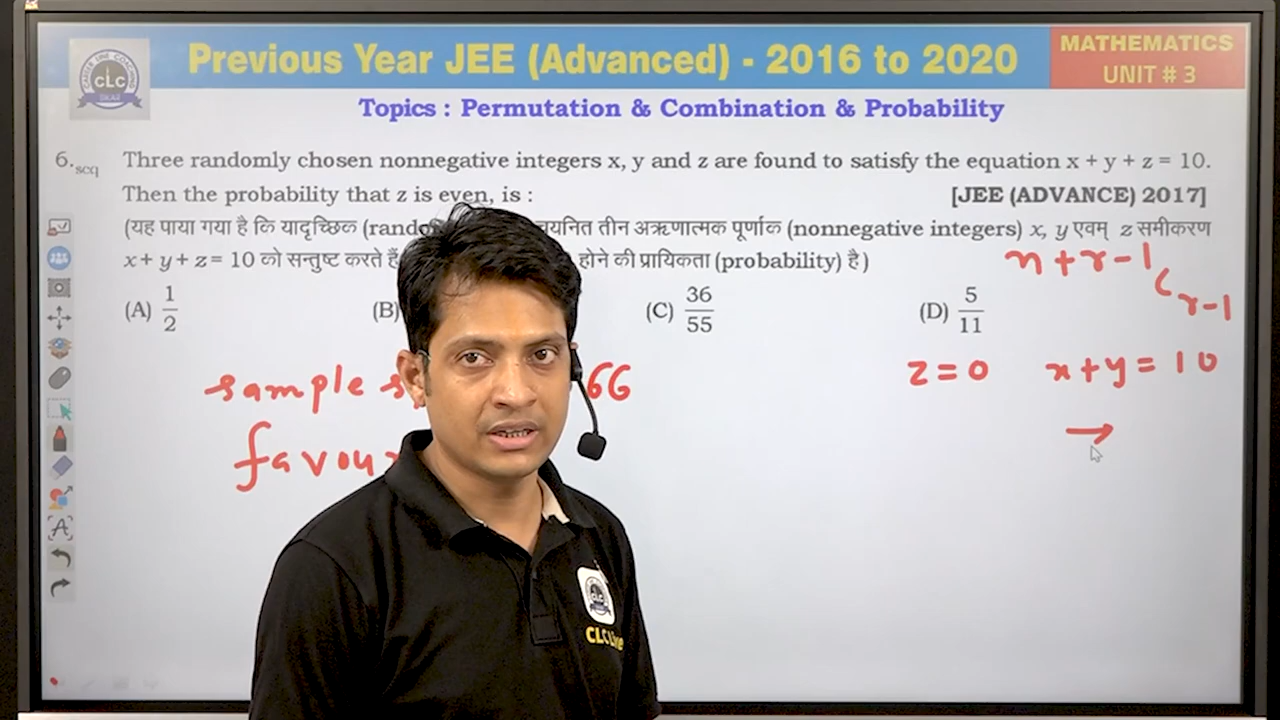 Previous Year JEE (Advanced) - 2016 to 2020
MATHEMATICS
UNIT # 3
CLC
Topics : Permutation & Combination & Probability
6. scq Three randomly chosen nonnegative integers x, y and z are found to satisfy the equation x + y + z = 10.
Then the probability that z is even, is : [JEE (ADVANCE) 2017]
(यह पाया गया है कि यादृच्छिक तीन अऋणात्मक पूर्णाक (nonnegative integers) x, y एवम् z समीकरण
x + y + z = 10 को सन्तुष्ट करते हैं होने की प्रायिकता (probability) है )
(A) 1/2 (B) (C) 36/55 (D) 5/11
n+r-1 C r-1
sample 66
z=0 x+y=10
→
CLC